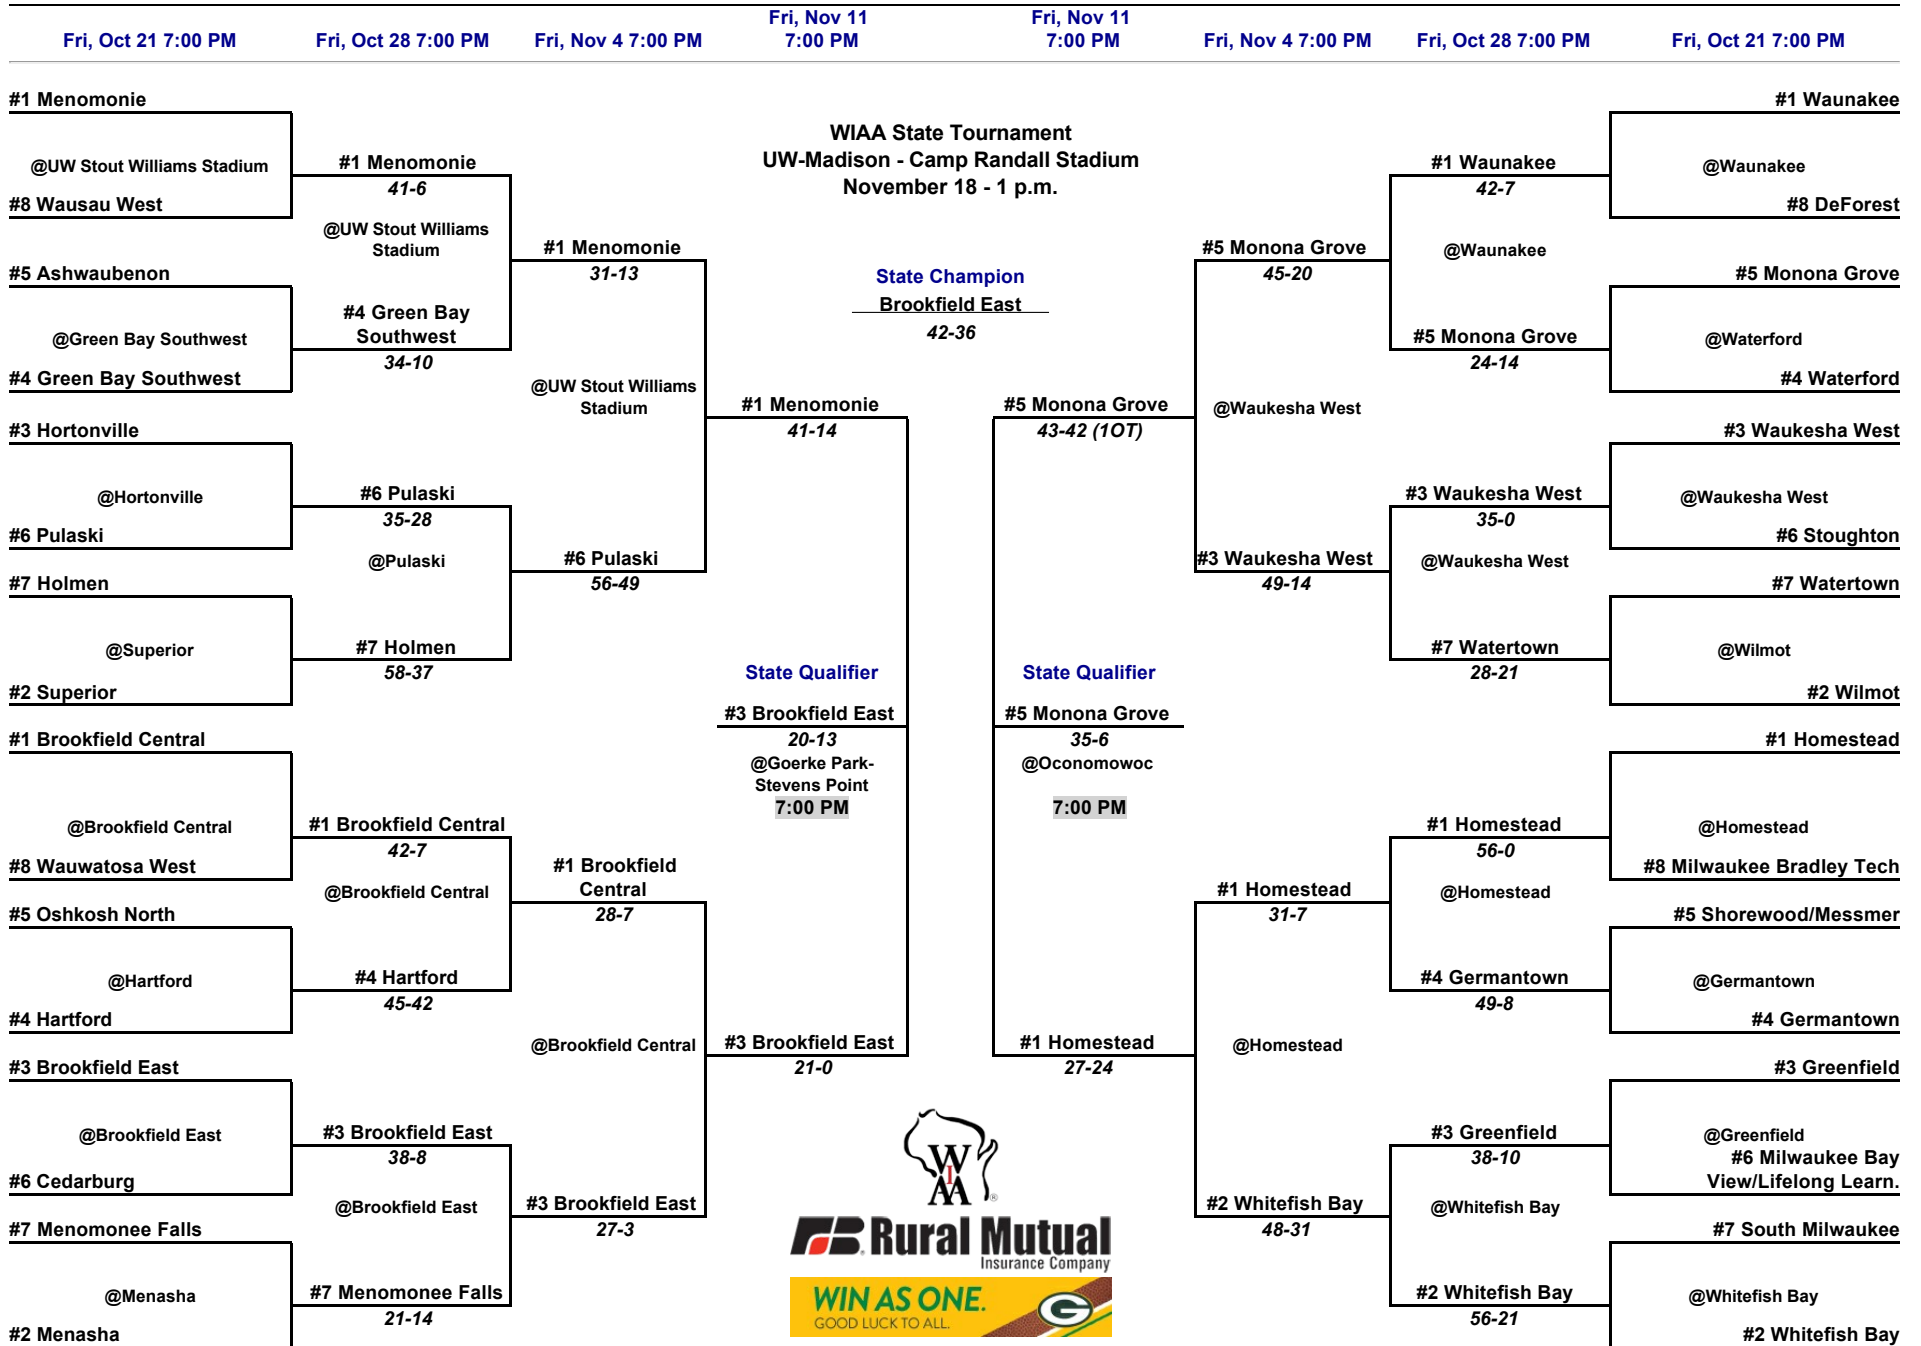 Fri, Oct 21 7:00 PM
Fri, Oct 28 7:00 PM
Fri, Nov 4 7:00 PM
Fri, Nov 11
7:00 PM
Fri, Nov 11
7:00 PM
Fri, Nov 4 7:00 PM
Fri, Oct 28 7:00 PM
Fri, Oct 21 7:00 PM
WIAA State Tournament
UW-Madison - Camp Randall Stadium
November 18 - 1 p.m.
State Champion
Brookfield East
42-36
#1 Menomonie
@UW Stout Williams Stadium
#8 Wausau West
#5 Ashwaubenon
@Green Bay Southwest
#4 Green Bay Southwest
#3 Hortonville
@Hortonville
#6 Pulaski
#7 Holmen
@Superior
#2 Superior
#1 Brookfield Central
@Brookfield Central
#8 Wauwatosa West
#5 Oshkosh North
@Hartford
#4 Hartford
#3 Brookfield East
@Brookfield East
#6 Cedarburg
#7 Menomonee Falls
@Menasha
#2 Menasha
#1 Menomonie
41-6
@UW Stout Williams
Stadium
#4 Green Bay
Southwest
34-10
#6 Pulaski
35-28
@Pulaski
#7 Holmen
58-37
#1 Brookfield Central
42-7
@Brookfield Central
#4 Hartford
45-42
#3 Brookfield East
38-8
@Brookfield East
#7 Menomonee Falls
21-14
#1 Menomonie
31-13
@UW Stout Williams
Stadium
#6 Pulaski
56-49
#1 Brookfield
Central
28-7
@Brookfield Central
#3 Brookfield East
27-3
#1 Menomonie
41-14
State Qualifier
#3 Brookfield East
20-13
@Goerke Park-
Stevens Point
7:00 PM
#3 Brookfield East
21-0
#5 Monona Grove
43-42 (1OT)
State Qualifier
#5 Monona Grove
35-6
@Oconomowoc
7:00 PM
#1 Homestead
27-24
#5 Monona Grove
45-20
@Waukesha West
#3 Waukesha West
49-14
#1 Homestead
31-7
@Homestead
#2 Whitefish Bay
48-31
#1 Waunakee
42-7
@Waunakee
#5 Monona Grove
24-14
#3 Waukesha West
35-0
@Waukesha West
#7 Watertown
28-21
#1 Homestead
56-0
@Homestead
#4 Germantown
49-8
#3 Greenfield
38-10
@Whitefish Bay
#2 Whitefish Bay
56-21
#1 Waunakee
@Waunakee
#8 DeForest
#5 Monona Grove
@Waterford
#4 Waterford
#3 Waukesha West
@Waukesha West
#6 Stoughton
#7 Watertown
@Wilmot
#2 Wilmot
#1 Homestead
@Homestead
#8 Milwaukee Bradley Tech
#5 Shorewood/Messmer
@Germantown
#4 Germantown
#3 Greenfield
@Greenfield
#6 Milwaukee Bay
View/Lifelong Learn.
#7 South Milwaukee
@Whitefish Bay
#2 Whitefish Bay
WIAA
Rural Mutual
Insurance Company
WIN AS ONE.
GOOD LUCK TO ALL.
G